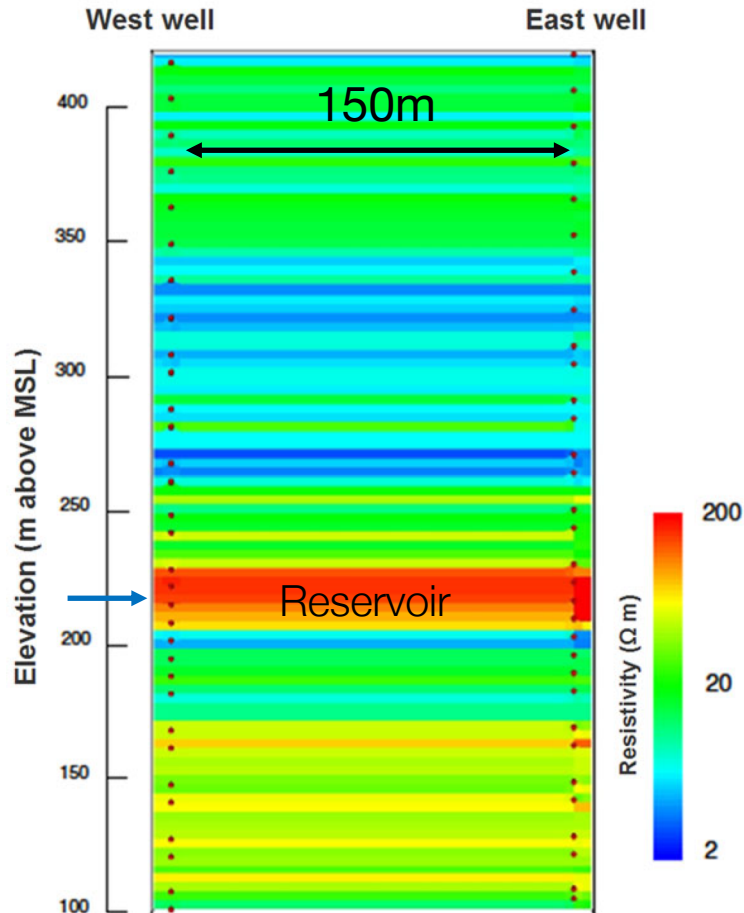 West well
East well
150m
400
350
300
250
200
150
100
Elevation (m above MSL)
Reservoir
200
20
2
Resistivity (Ω m)